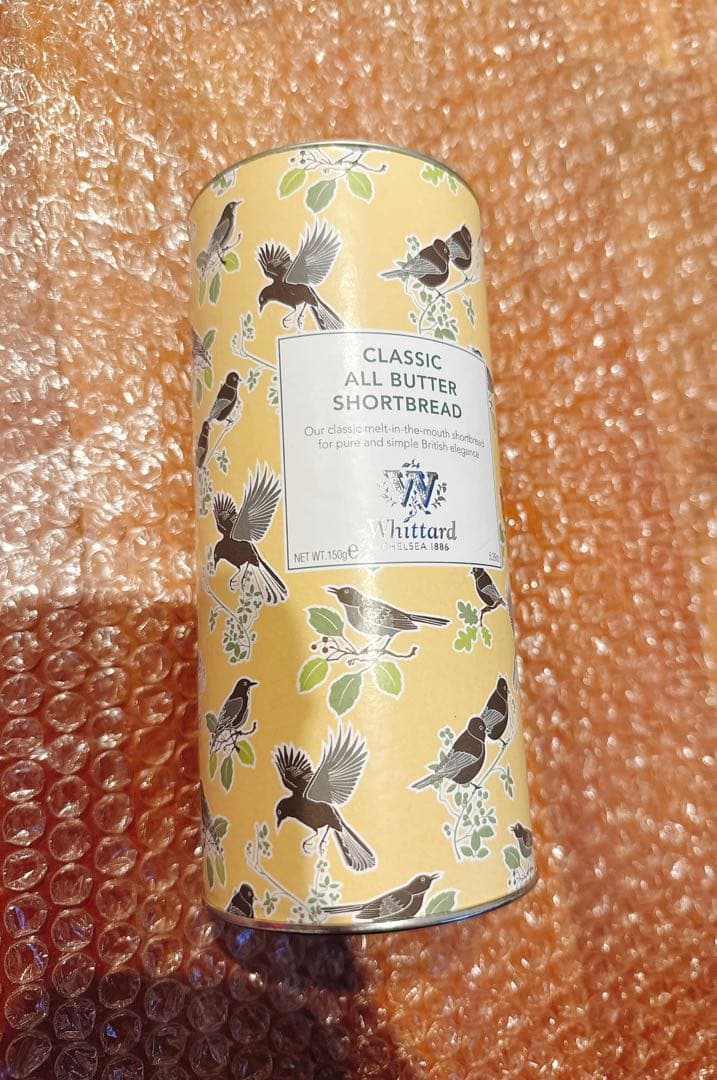 CLASSIC
ALL BUTTER
SHORTBREAD
Our classic melt-in-the-mouth shortbread
for pure and simple British elegance
W
Whittard
CHELSEA 1886
NET WT.150g℮